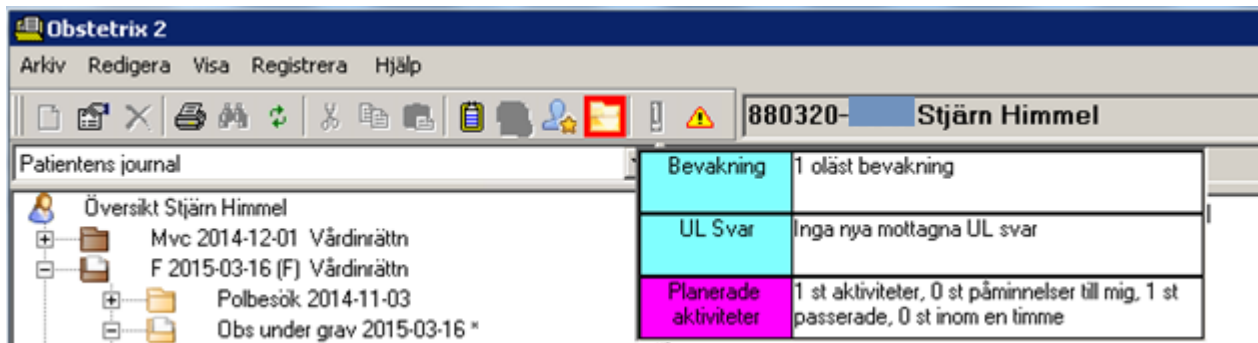 Obstetrix 2
Arkiv Redigera Visa Registrera Hjälp
880320- Stjärn Himmel
Patientens journal
Översikt Stjärn Himmel
Mvc 2014-12-01 Vårdinrättn
F 2015-03-16 (F) Vårdinrättn
Polbesök 2014-11-03
Obs under grav 2015-03-16 *
Bevakning 1 oläst bevakning
UL Svar Inga nya mottagna UL svar
Planerade aktiviteter
1 st aktiviteter, 0 st påminnelser till mig, 1 st
passerade, 0 st inom en timme